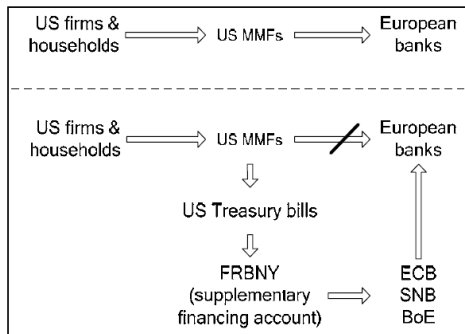 US firms &
households
US MMFs
European
banks
US firms &
households
US MMFs
European
banks
US Treasury bills
FRBNY
(supplementary
financing account)
ECB
SNB
BoE